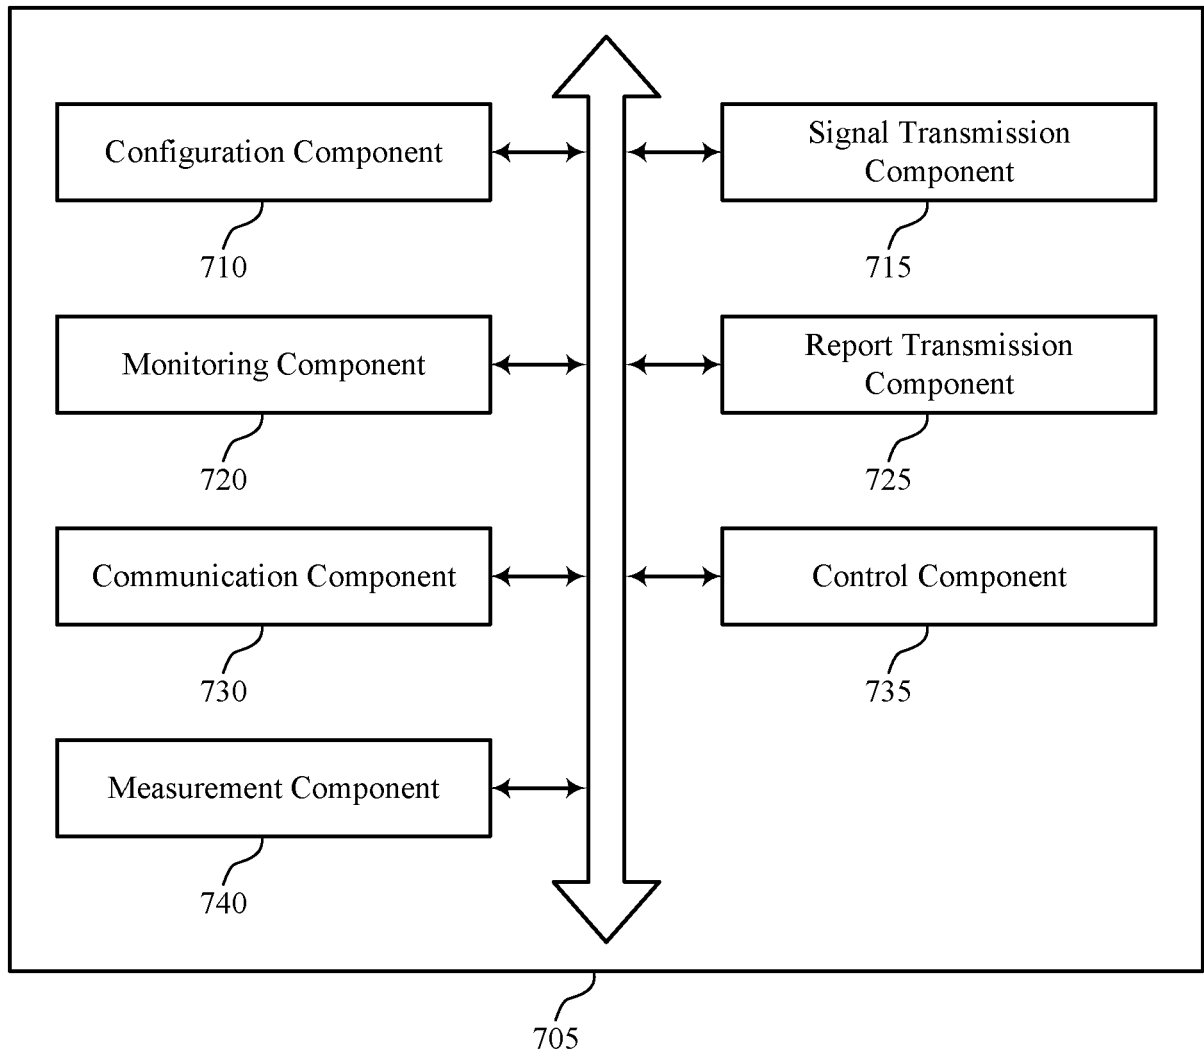 Configuration Component
710
Signal Transmission
Component
715
Monitoring Component
720
Report Transmission
Component
725
Communication Component
730
Control Component
735
Measurement Component
740
705